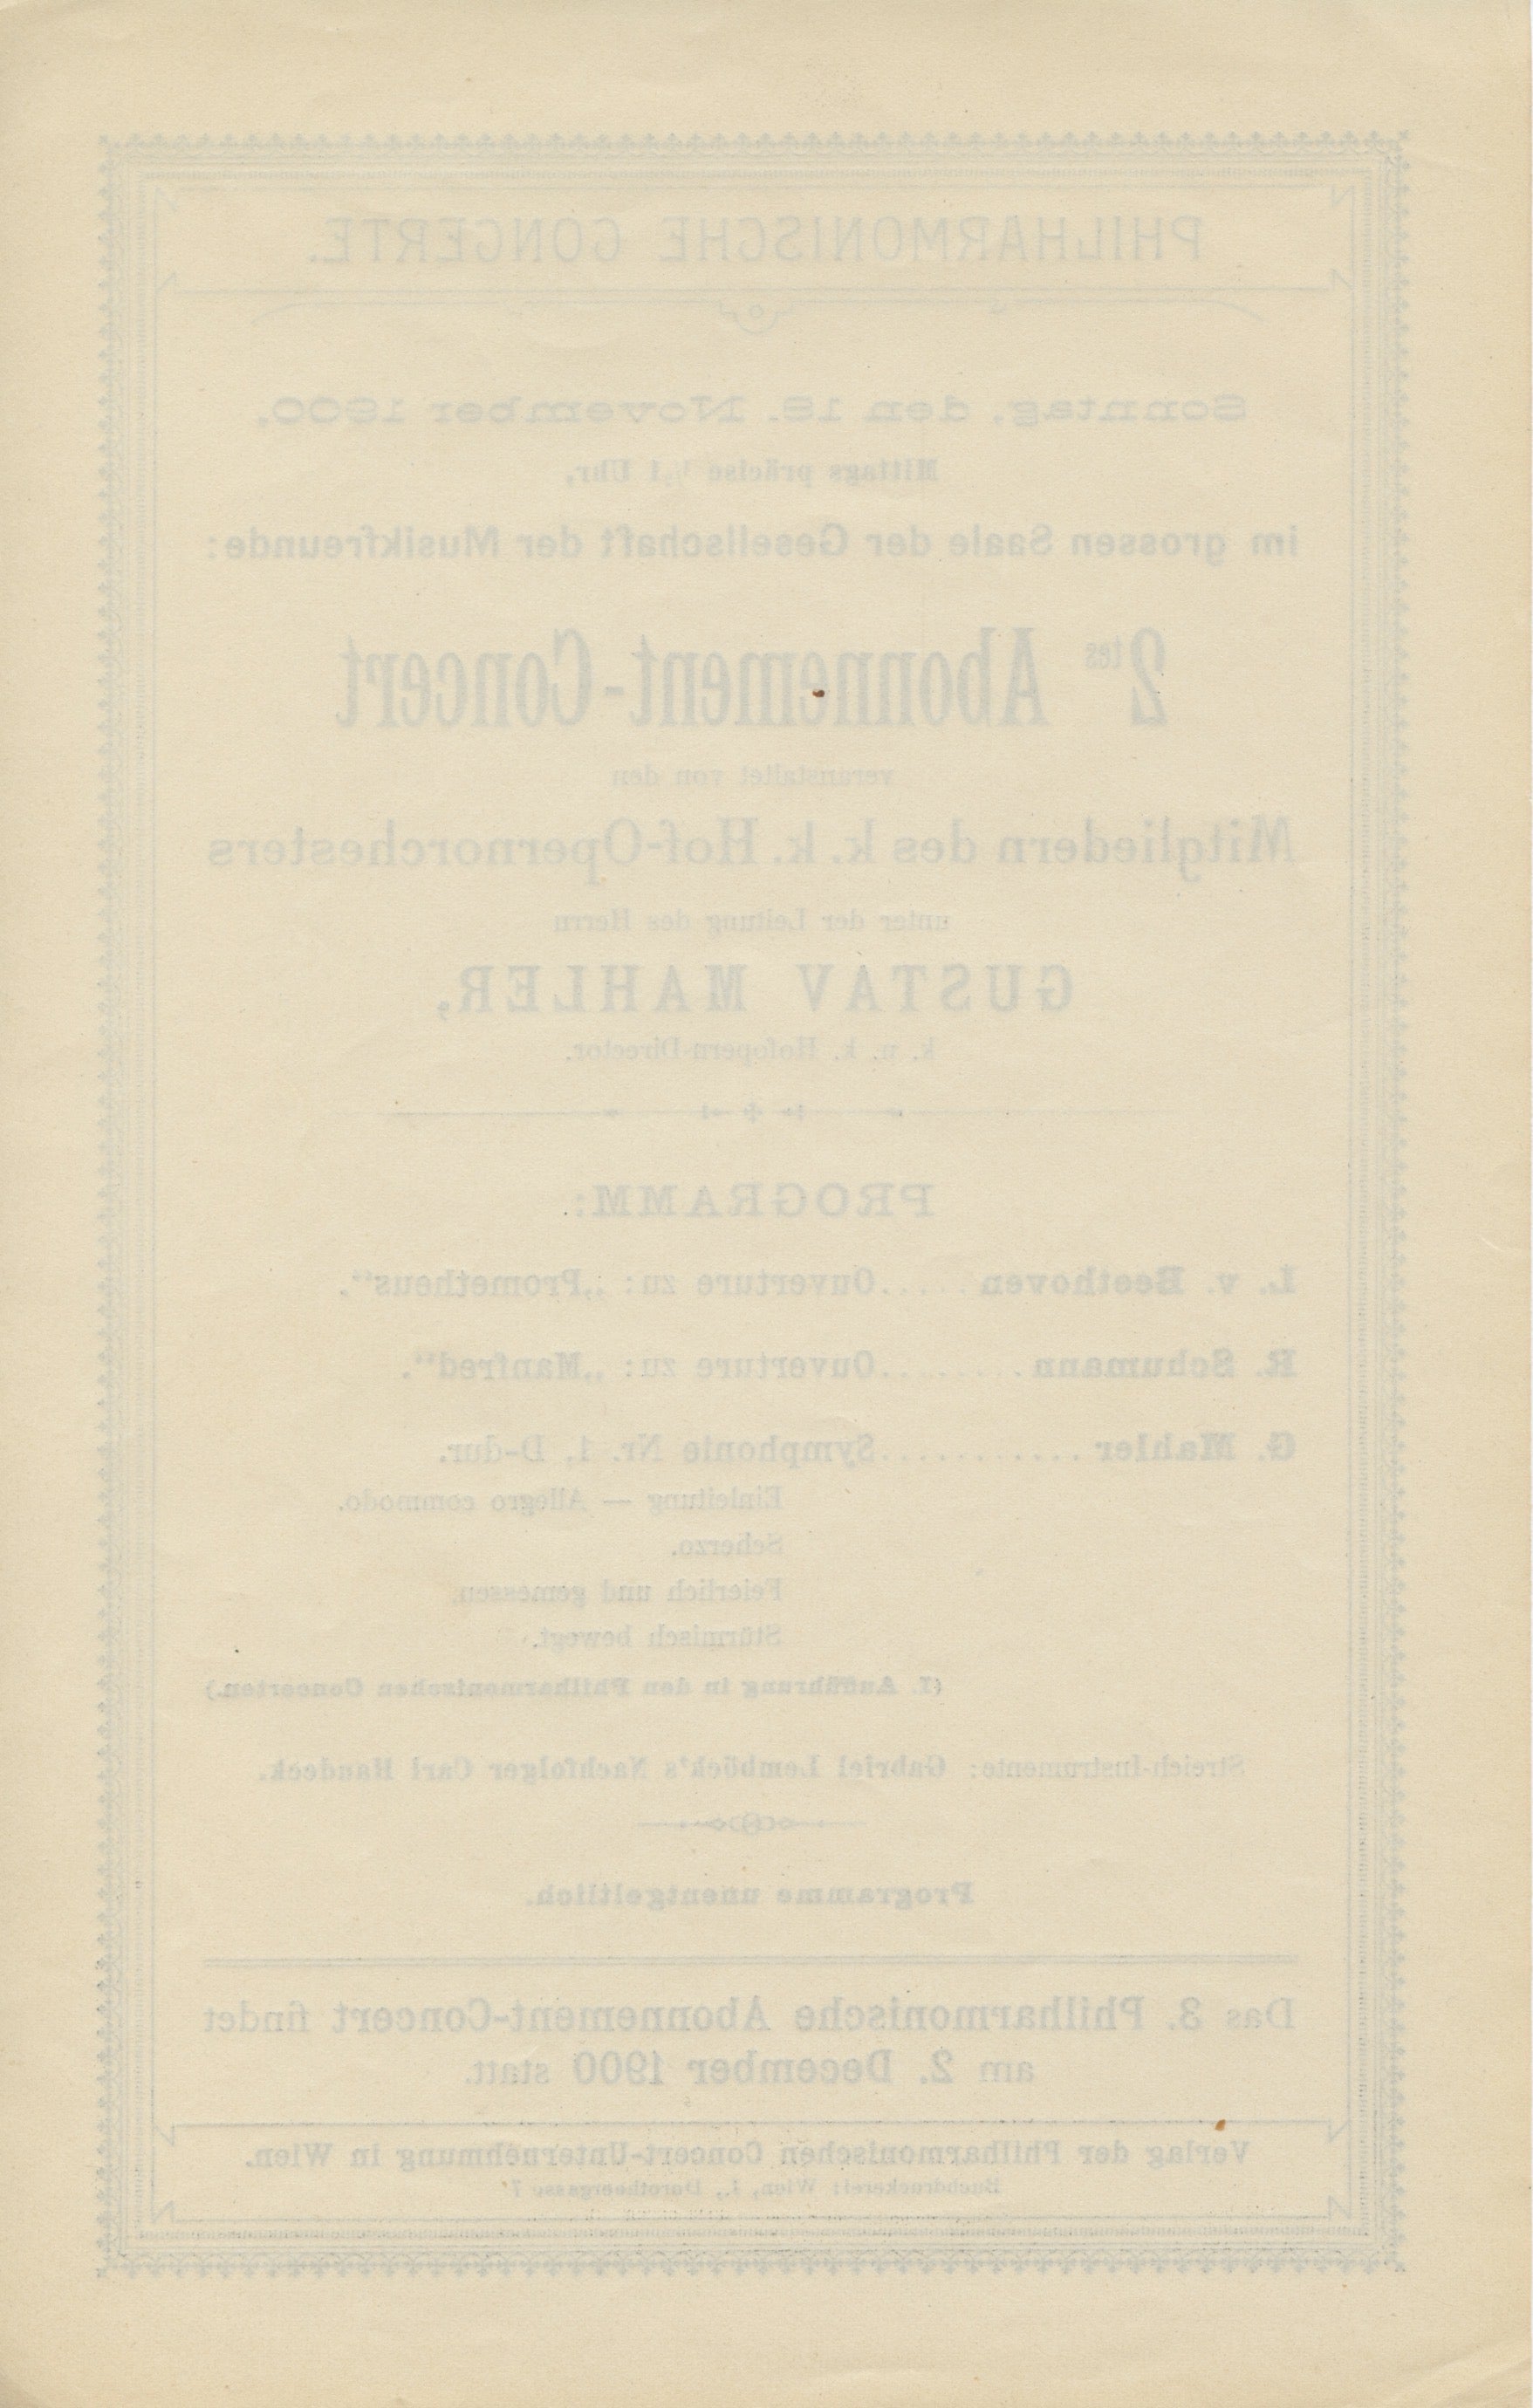 PHILHARMONISCHE CONCERTE.
Sonntag, den 18. November 1900,
Mittags präcise ½1 Uhr,
im grossen Saale der Gesellschaft der Musikfreunde:
2tes Abonnement-Concert
veranstaltet von den
Mitgliedern des k. k. Hof-Opernorchesters
unter der Leitung des Herrn
GUSTAV MAHLER,
k. u. k. Hofopern-Director.
PROGRAMM:
L. v. Beethoven . . . . . Ouverture zu: „Prometheus“.
R. Schumann . . . . . . . . Ouverture zu: „Manfred“.
G. Mahler . . . . . . . . . . . Symphonie Nr. 1, D-dur.
Einleitung — Allegro commodo.
Scherzo.
Feierlich und gemessen.
Stürmisch bewegt.
(I. Aufführung in den Philharmonischen Concerten.)
Streich-Instrumente: Gabriel Lemböck's Nachfolger Carl Haudeck.
Programme unentgeltlich.
Das 3. Philharmonische Abonnement-Concert findet
am 2. December 1900 statt.
Verlag der Philharmonischen Concert-Unternehmung in Wien.
Buchdruckerei: Wien, I., Dorotheergasse 7